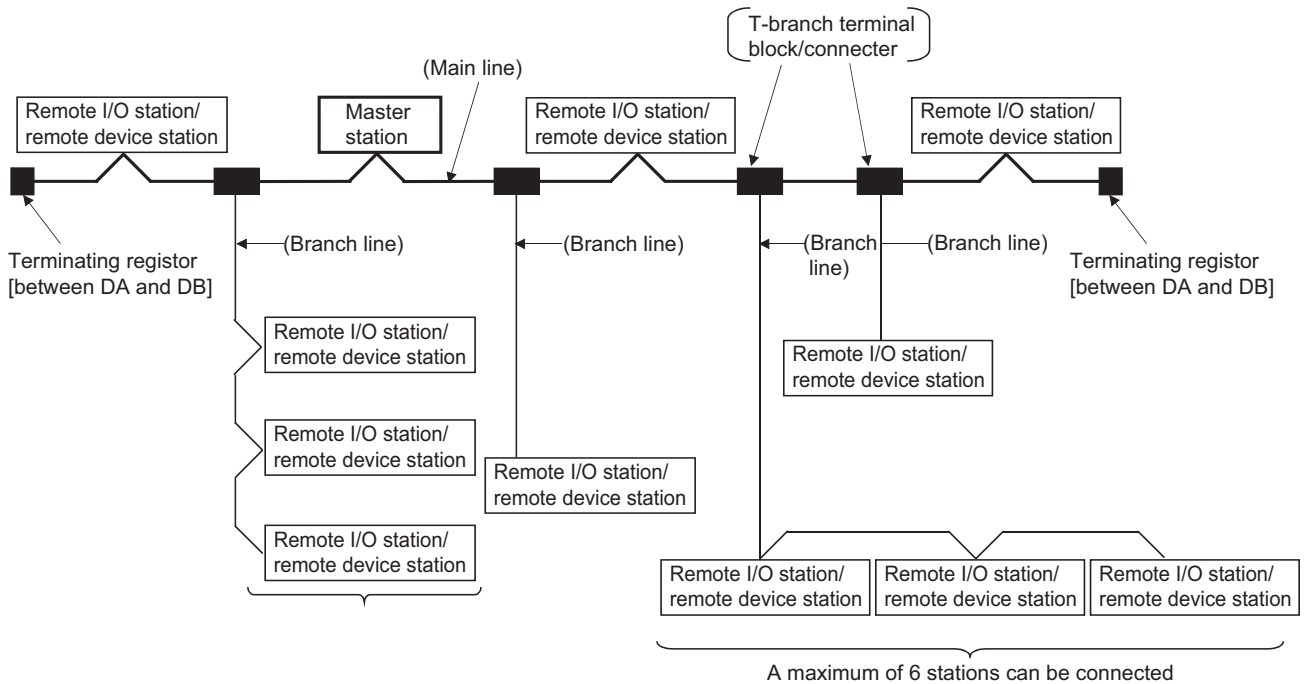 T-branch terminal
block/connecter
(Main line)
Remote I/O station/
remote device station
Master
station
Remote I/O station/
remote device station
Remote I/O station/
remote device station
(Branch line)
(Branch line)
(Branch
line)
(Branch line)
Terminating registor
[between DA and DB]
Terminating registor
[between DA and DB]
Remote I/O station/
remote device station
Remote I/O station/
remote device station
Remote I/O station/
remote device station
Remote I/O station/
remote device station
Remote I/O station/
remote device station
Remote I/O station/
remote device station
Remote I/O station/
remote device station
Remote I/O station/
remote device station
A maximum of 6 stations can be connected